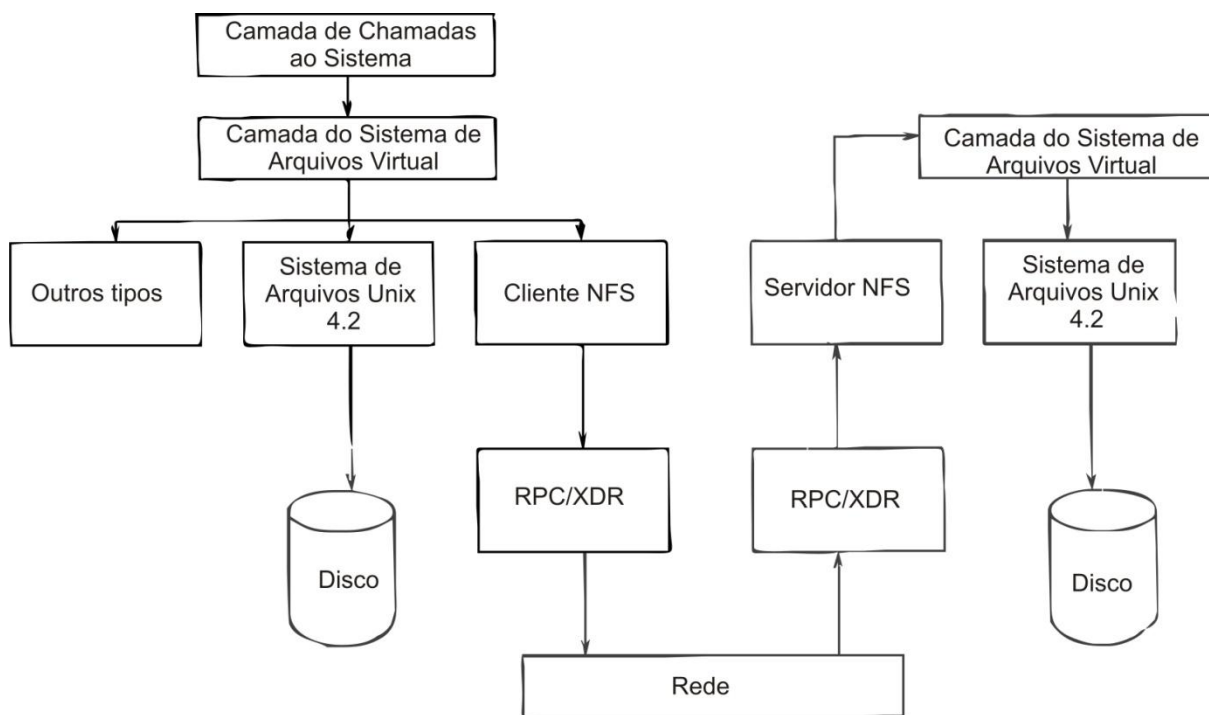 Camada de Chamadas
ao Sistema
Camada do Sistema de
Arquivos Virtual
Camada do Sistema de
Arquivos Virtual
Outros tipos
Sistema de
Arquivos Unix
4.2
Cliente NFS
Servidor NFS
Sistema de
Arquivos Unix
4.2
RPC/XDR
RPC/XDR
Disco
Disco
Rede